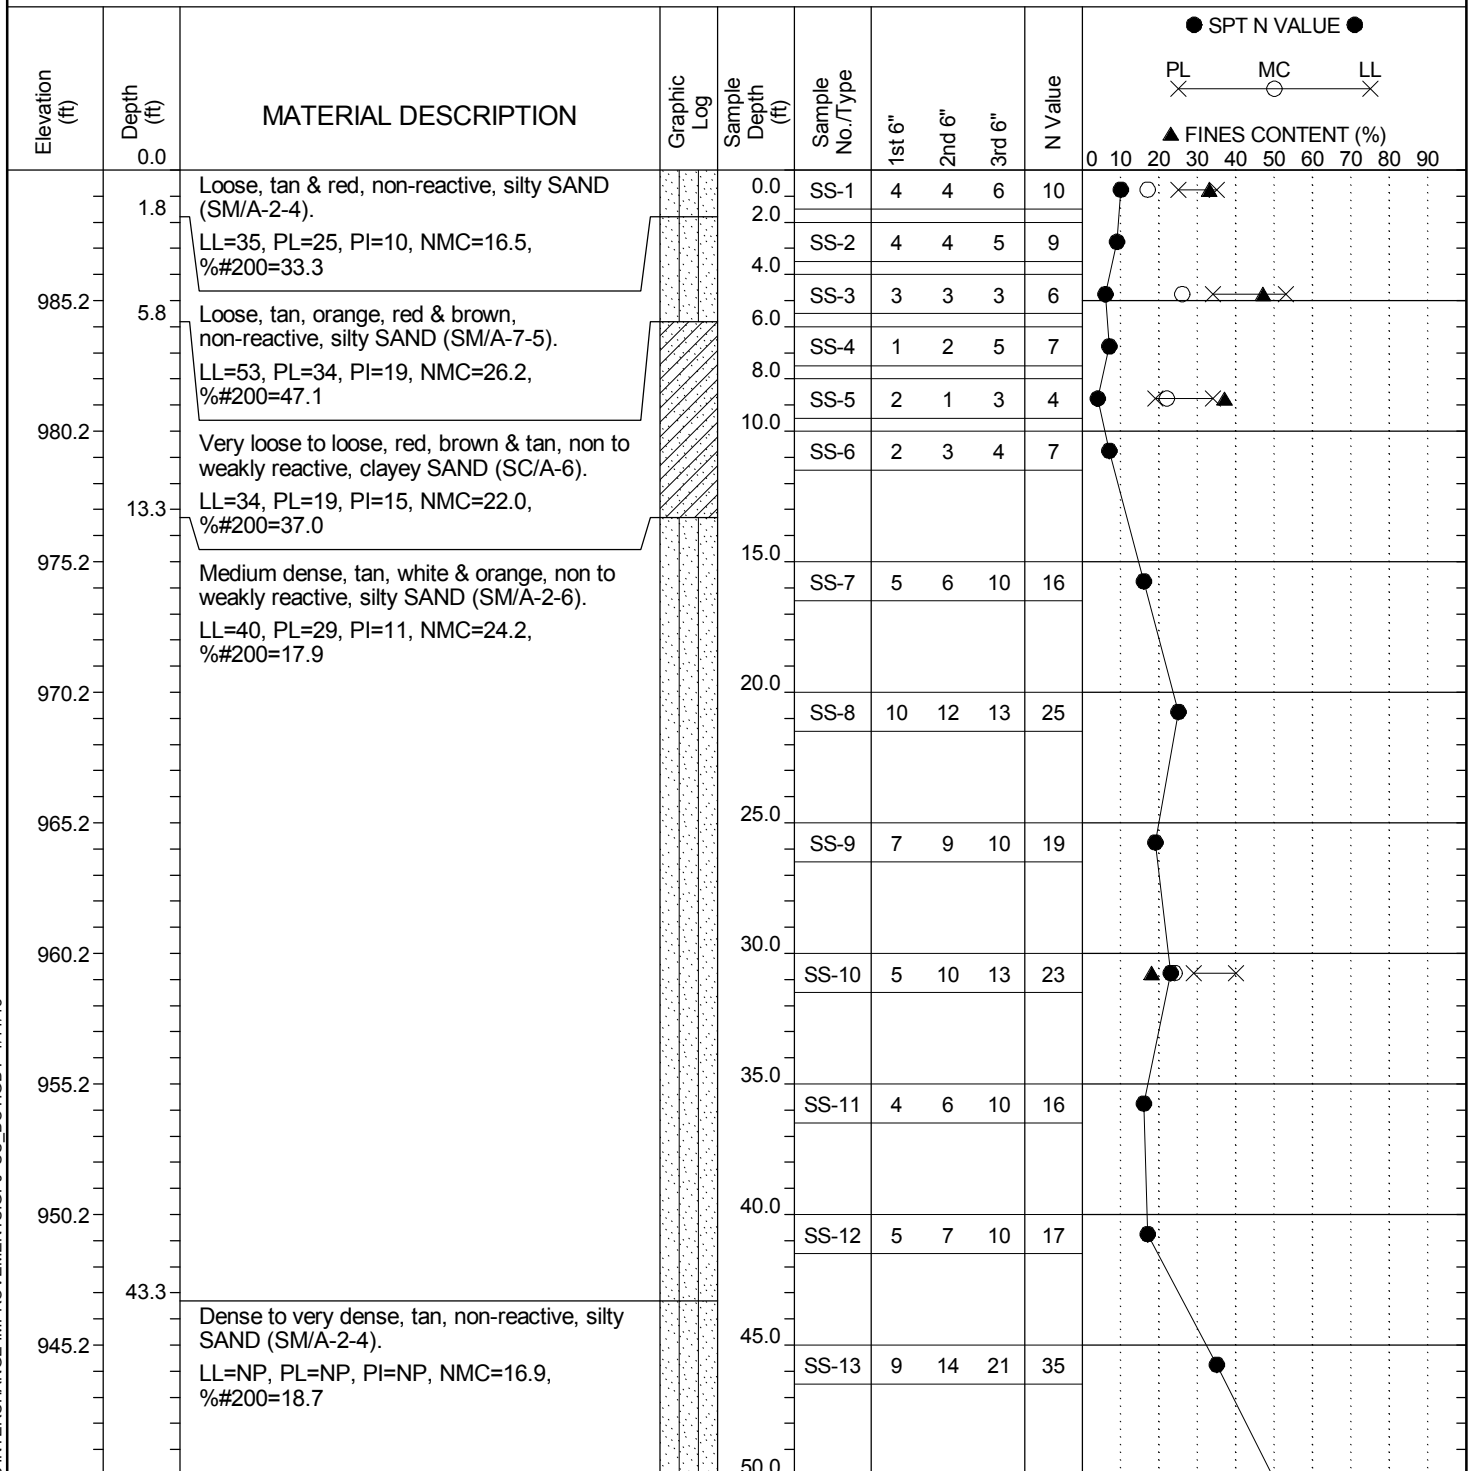 ● SPT N VALUE ●
PL MC LL
▲ FINES CONTENT (%)
0 10 20 30 40 50 60 70 80 90
Elevation (ft)
Depth (ft)
0.0
MATERIAL DESCRIPTION
Graphic Log
Sample Depth (ft)
Sample No./Type
1st 6"
2nd 6"
3rd 6"
N Value
Loose, tan & red, non-reactive, silty SAND
(SM/A-2-4).
LL=35, PL=25, PI=10, NMC=16.5,
%#200=33.3
1.8
Loose, tan, orange, red & brown,
non-reactive, silty SAND (SM/A-7-5).
LL=53, PL=34, PI=19, NMC=26.2,
%#200=47.1
985.2
5.8
Very loose to loose, red, brown & tan, non to
weakly reactive, clayey SAND (SC/A-6).
LL=34, PL=19, PI=15, NMC=22.0,
%#200=37.0
980.2
13.3
Medium dense, tan, white & orange, non to
weakly reactive, silty SAND (SM/A-2-6).
LL=40, PL=29, PI=11, NMC=24.2,
%#200=17.9
975.2
970.2
965.2
960.2
955.2
950.2
43.3
Dense to very dense, tan, non-reactive, silty
SAND (SM/A-2-4).
LL=NP, PL=NP, PI=NP, NMC=16.9,
%#200=18.7
945.2
0.0 SS-1 4 4 6 10
2.0
SS-2 4 4 5 9
4.0
SS-3 3 3 3 6
6.0
SS-4 1 2 5 7
8.0
SS-5 2 1 3 4
10.0
SS-6 2 3 4 7
15.0
SS-7 5 6 10 16
20.0
SS-8 10 12 13 25
25.0
SS-9 7 9 10 19
30.0
SS-10 5 10 13 23
35.0
SS-11 4 6 10 16
40.0
SS-12 5 7 10 17
45.0
SS-13 9 14 21 35
50.0